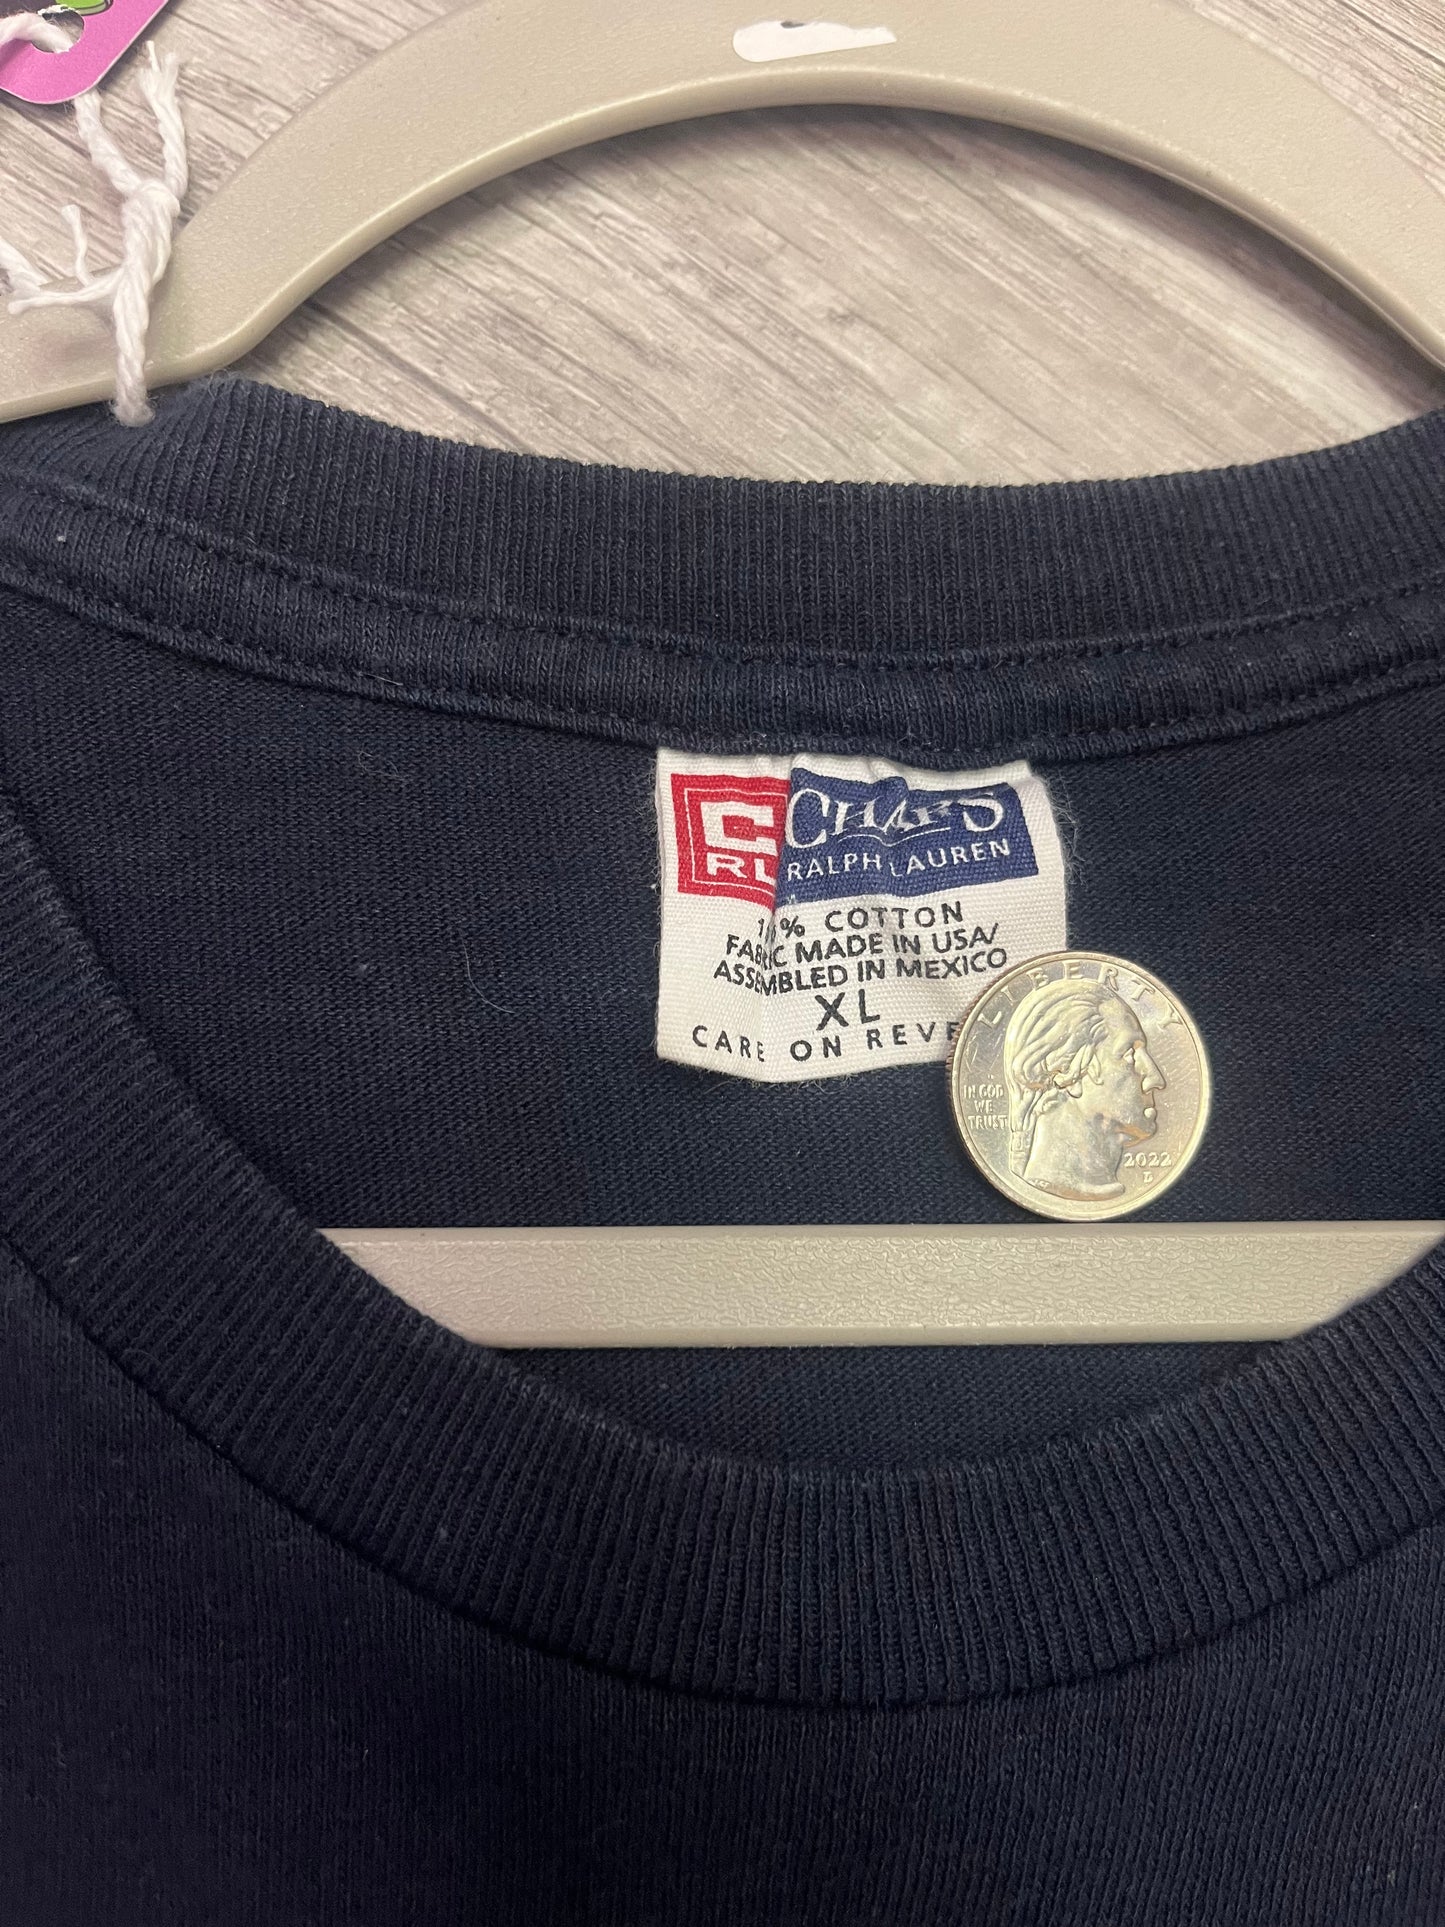 CHAPS
RL
RALPH LAUREN
% COTTON
MADE IN USA/
ASSEMBLED IN MEXICO
XL
CARE ON
LIBERTY
IN GOD
WE
TRUST
2022
D